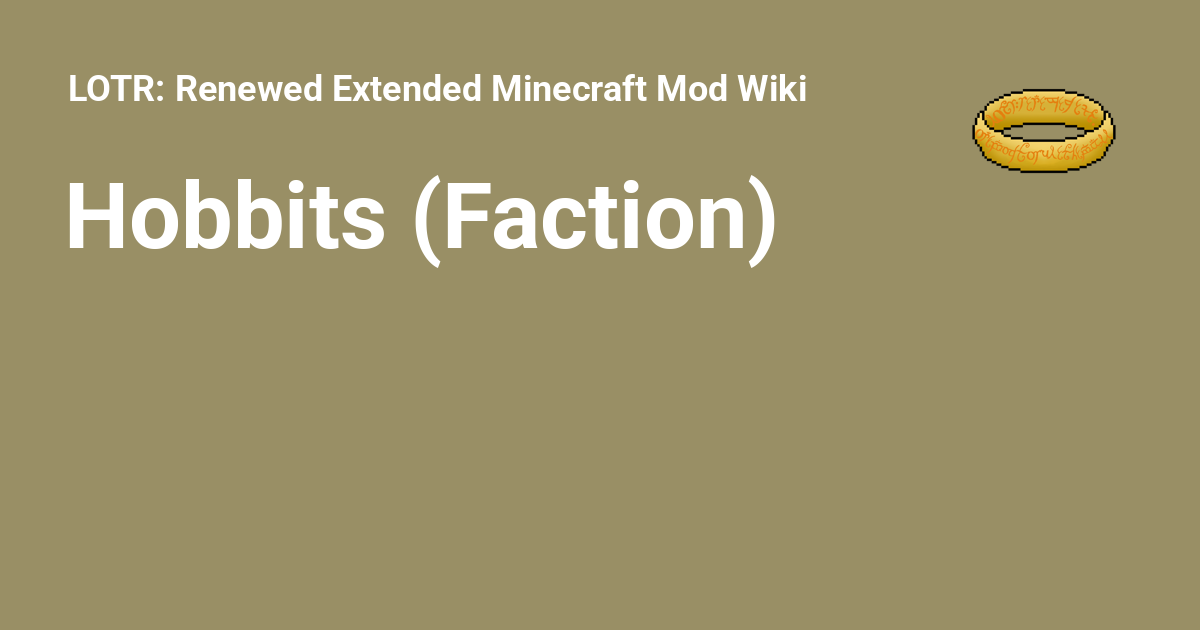 LOTR: Renewed Extended Minecraft Mod Wiki
Hobbits (Faction)